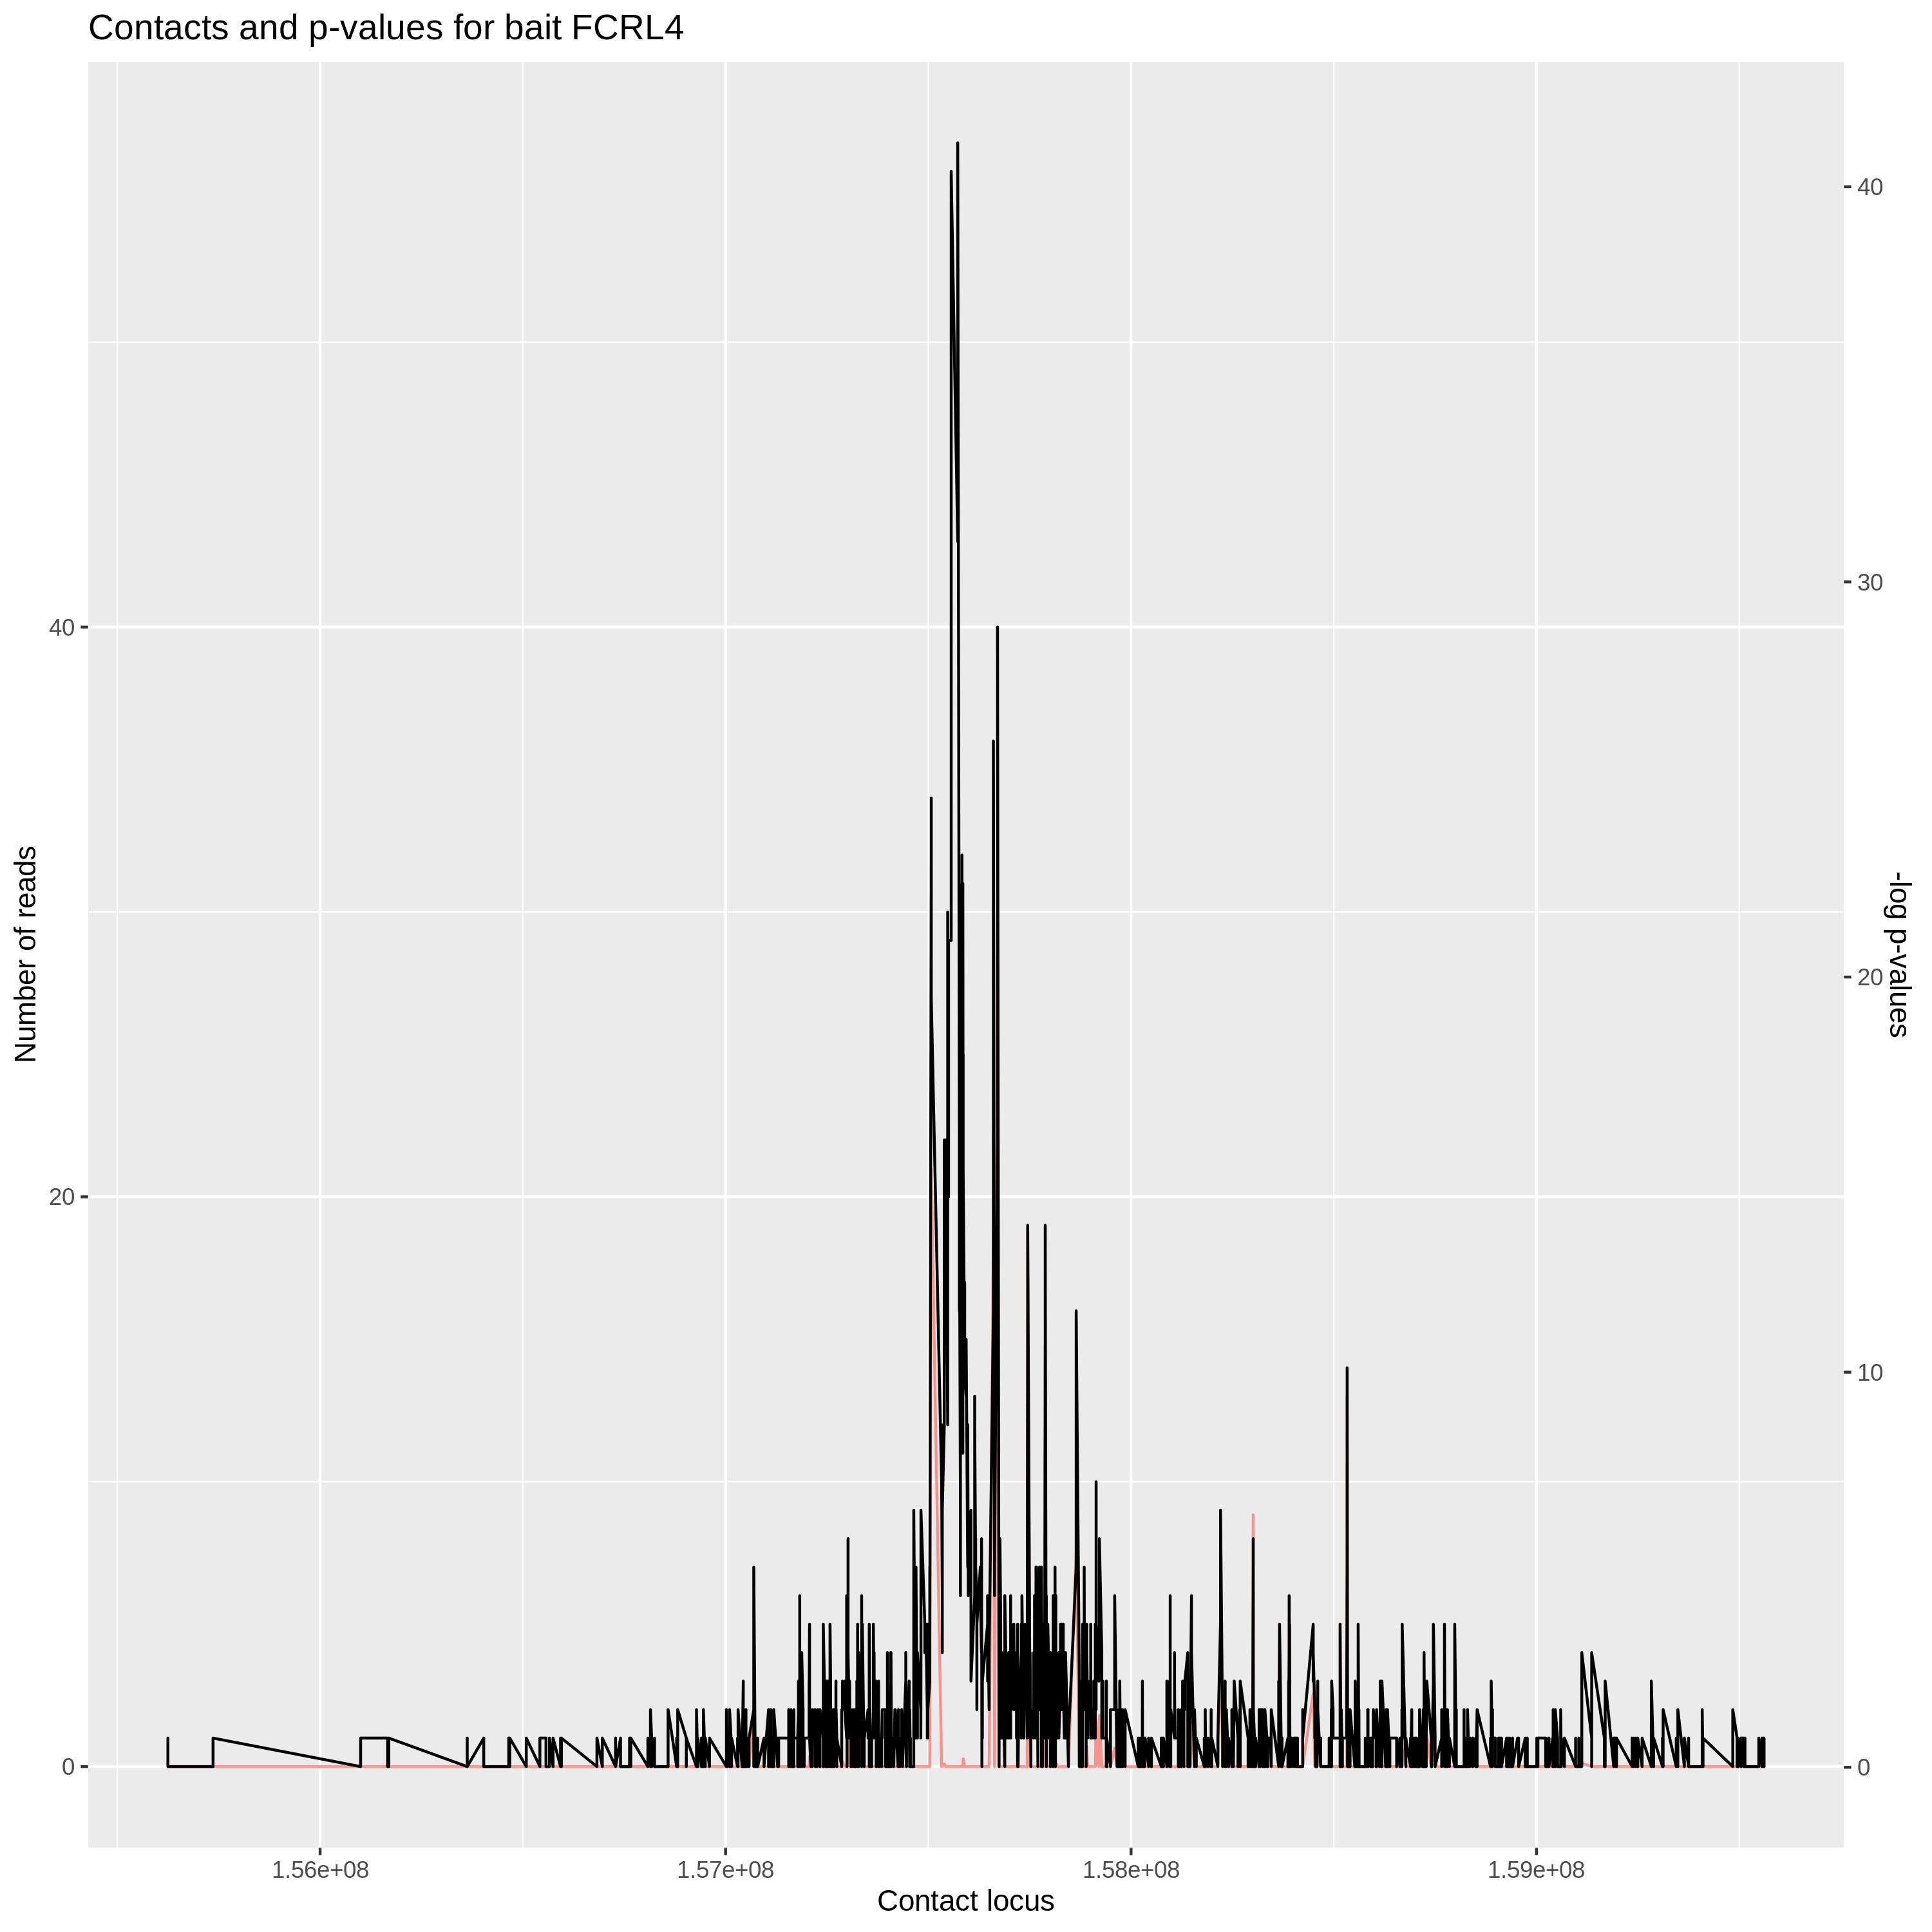 Contacts and p-values for bait FCRL4
40
20
0
Number of reads
40
30
20
10
0
-log p-values
1.56e+08
1.57e+08
1.58e+08
1.59e+08
Contact locus